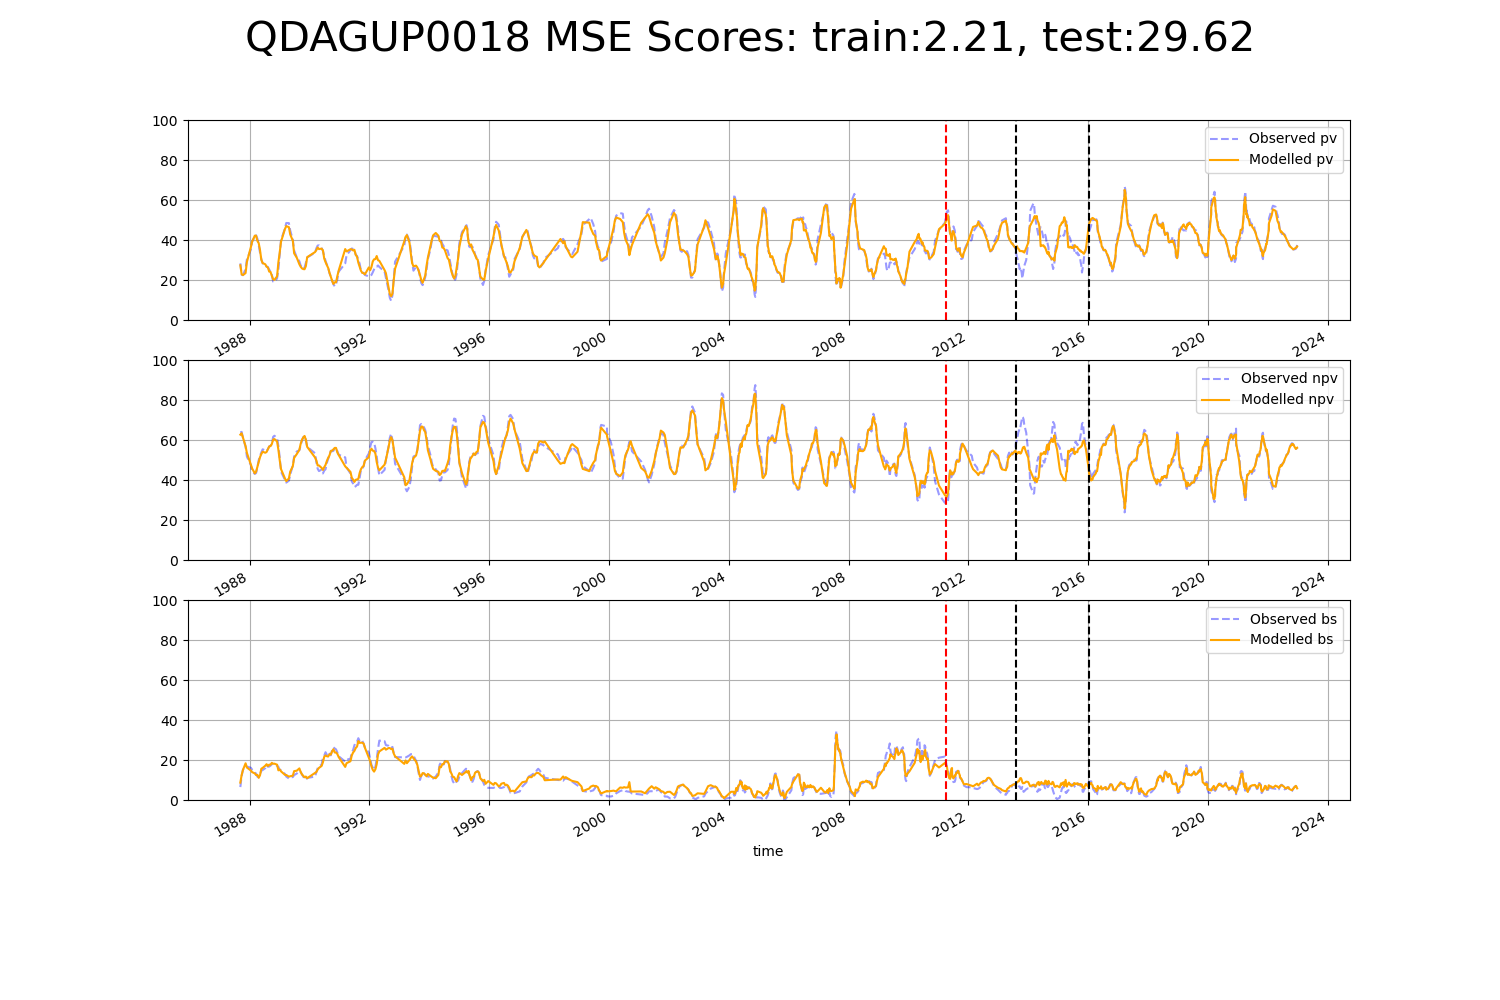 QDAGUP0018 MSE Scores: train:2.21, test:29.62
100
80
60
40
20
0
Observed pv
Modelled pv
1988 1992 1996 2000 2004 2008 2012 2016 2020 2024
100
80
60
40
20
0
Observed npv
Modelled npv
1988 1992 1996 2000 2004 2008 2012 2016 2020 2024
100
80
60
40
20
0
Observed bs
Modelled bs
1988 1992 1996 2000 2004 2008 2012 2016 2020 2024
time